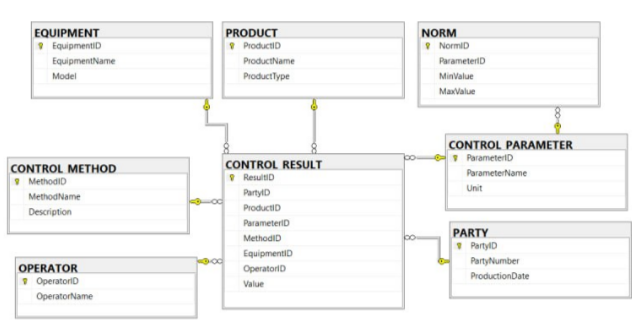 EQUIPMENT
EquipmentID
EquipmentName
Model
PRODUCT
ProductID
ProductName
ProductType
NORM
NormID
ParameterID
MinValue
MaxValue
CONTROL METHOD
MethodID
MethodName
Description
CONTROL RESULT
ResultID
PartyID
ProductID
ParameterID
MethodID
EquipmentID
OperatorID
Value
CONTROL PARAMETER
ParameterID
ParameterName
Unit
OPERATOR
OperatorID
OperatorName
PARTY
PartyID
PartyNumber
ProductionDate